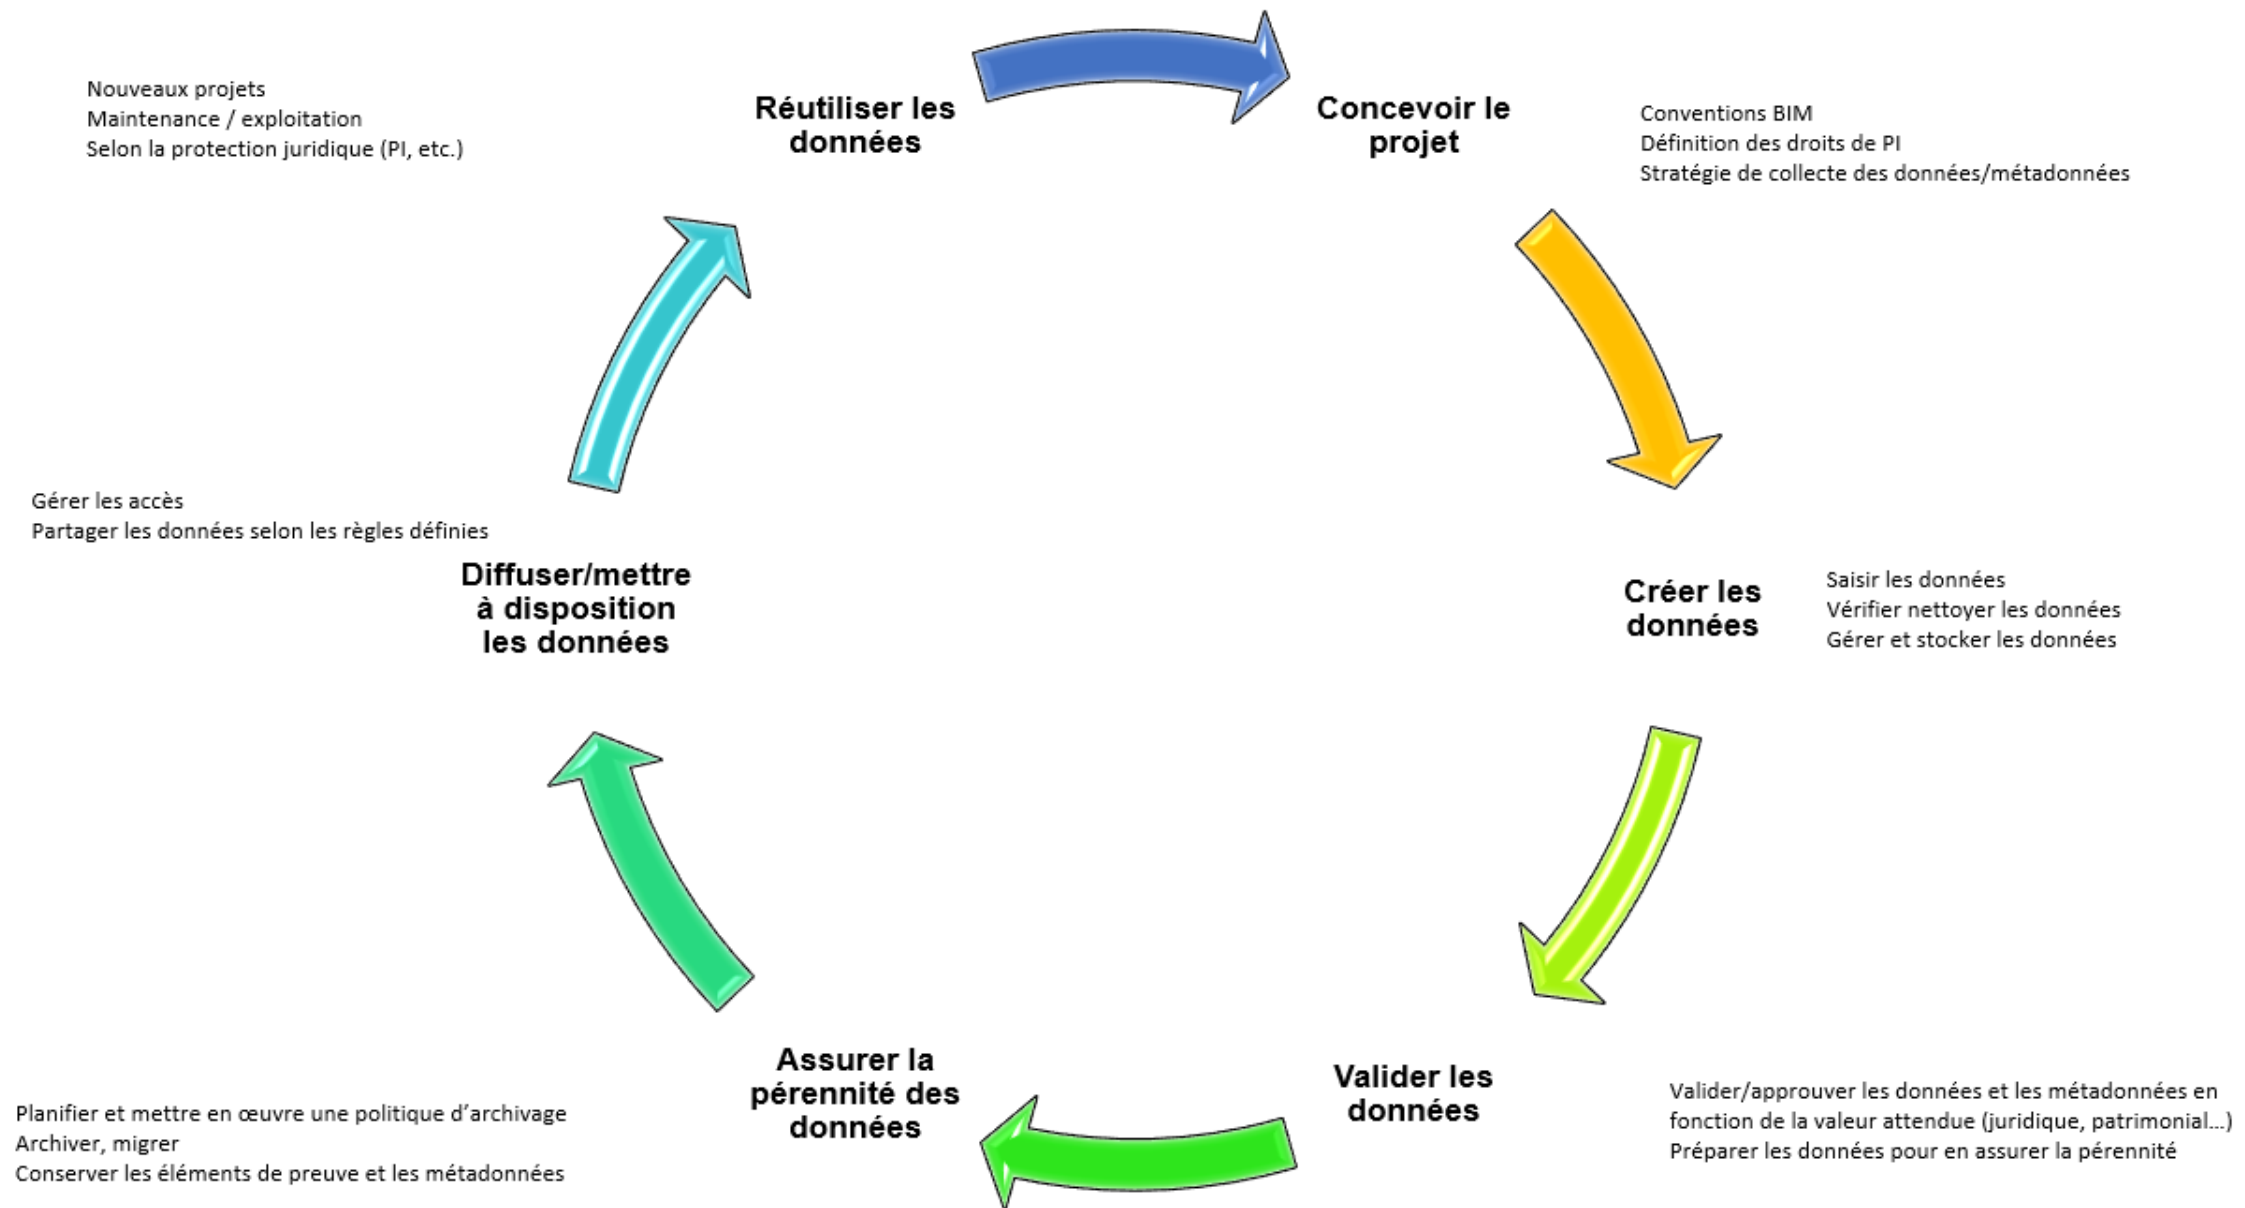 Réutiliser les
données
Nouveaux projets
Maintenance / exploitation
Selon la protection juridique (PI, etc.)
Concevoir le
projet
Conventions BIM
Définition des droits de PI
Stratégie de collecte des données/métadonnées
Créer les
données
Saisir les données
Vérifier nettoyer les données
Gérer et stocker les données
Valider les
données
Valider/approuver les données et les métadonnées en
fonction de la valeur attendue (juridique, patrimonial...)
Préparer les données pour en assurer la pérennité
Assurer la
pérennité des
données
Planifier et mettre en œuvre une politique d’archivage
Archiver, migrer
Conserver les éléments de preuve et les métadonnées
Gérer les accès
Partager les données selon les règles définies
Diffuser/mettre
à disposition
les données